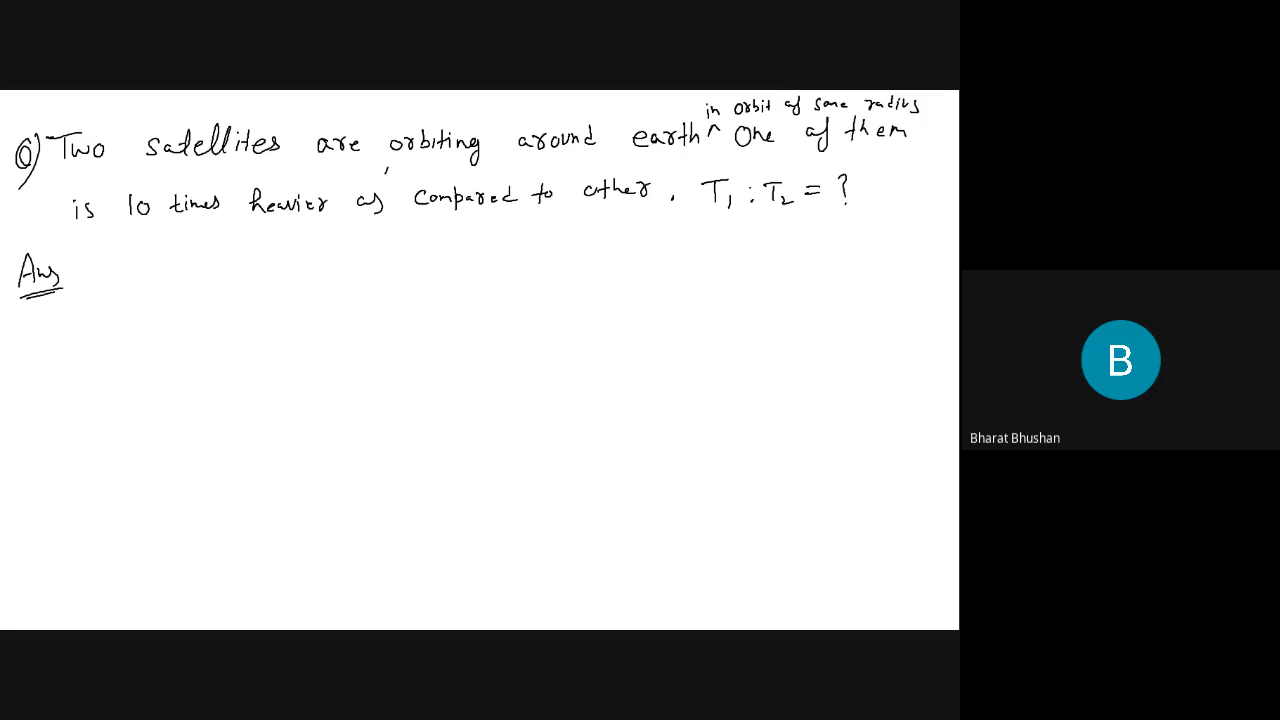 in orbit of same radius
Q) Two satellites are orbiting around earth ^ One of them
is 10 times heavier as compared to other. T₁ : T₂ = ?
Ans
B
Bharat Bhushan